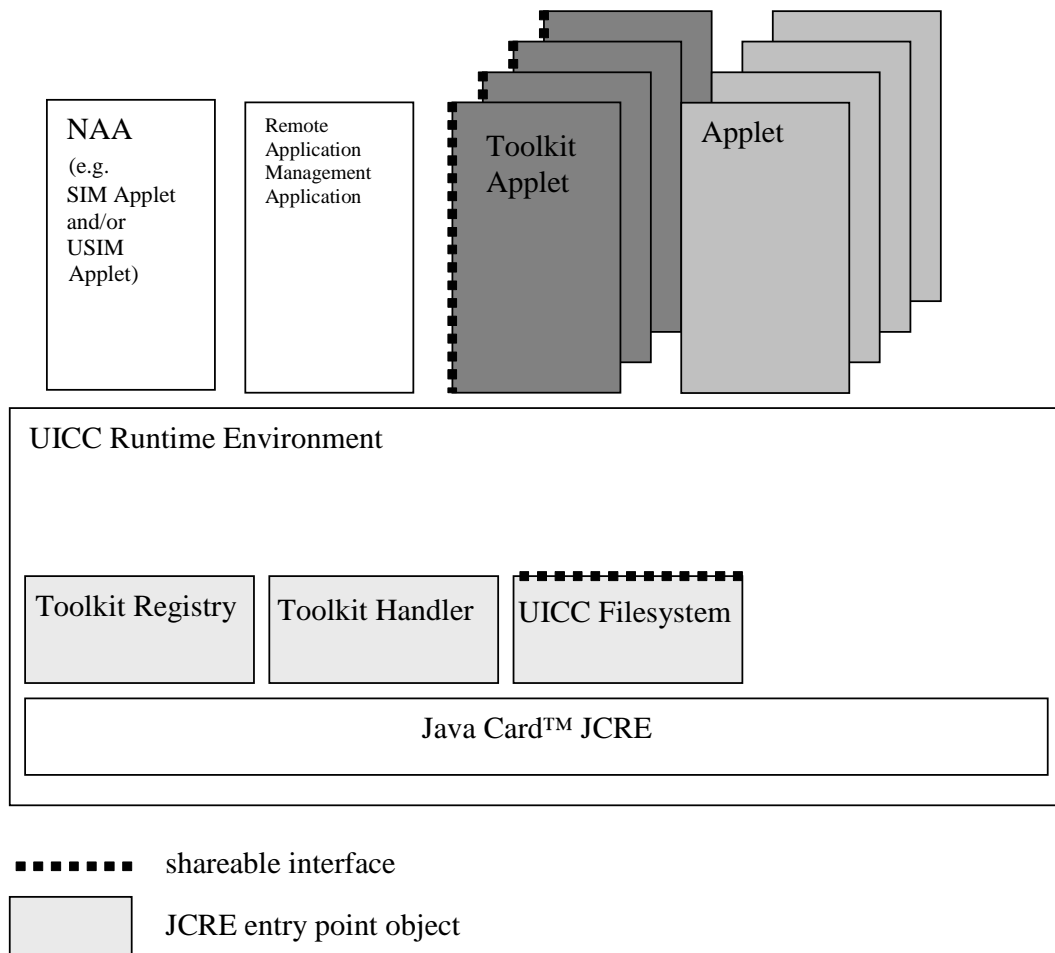 NAA
(e.g.
SIM Applet
and/or
USIM
Applet)
Remote
Application
Management
Application
Toolkit
Applet
Applet
UICC Runtime Environment
Toolkit Registry
Toolkit Handler
UICC Filesystem
Java Card™ JCRE
shareable interface
JCRE entry point object